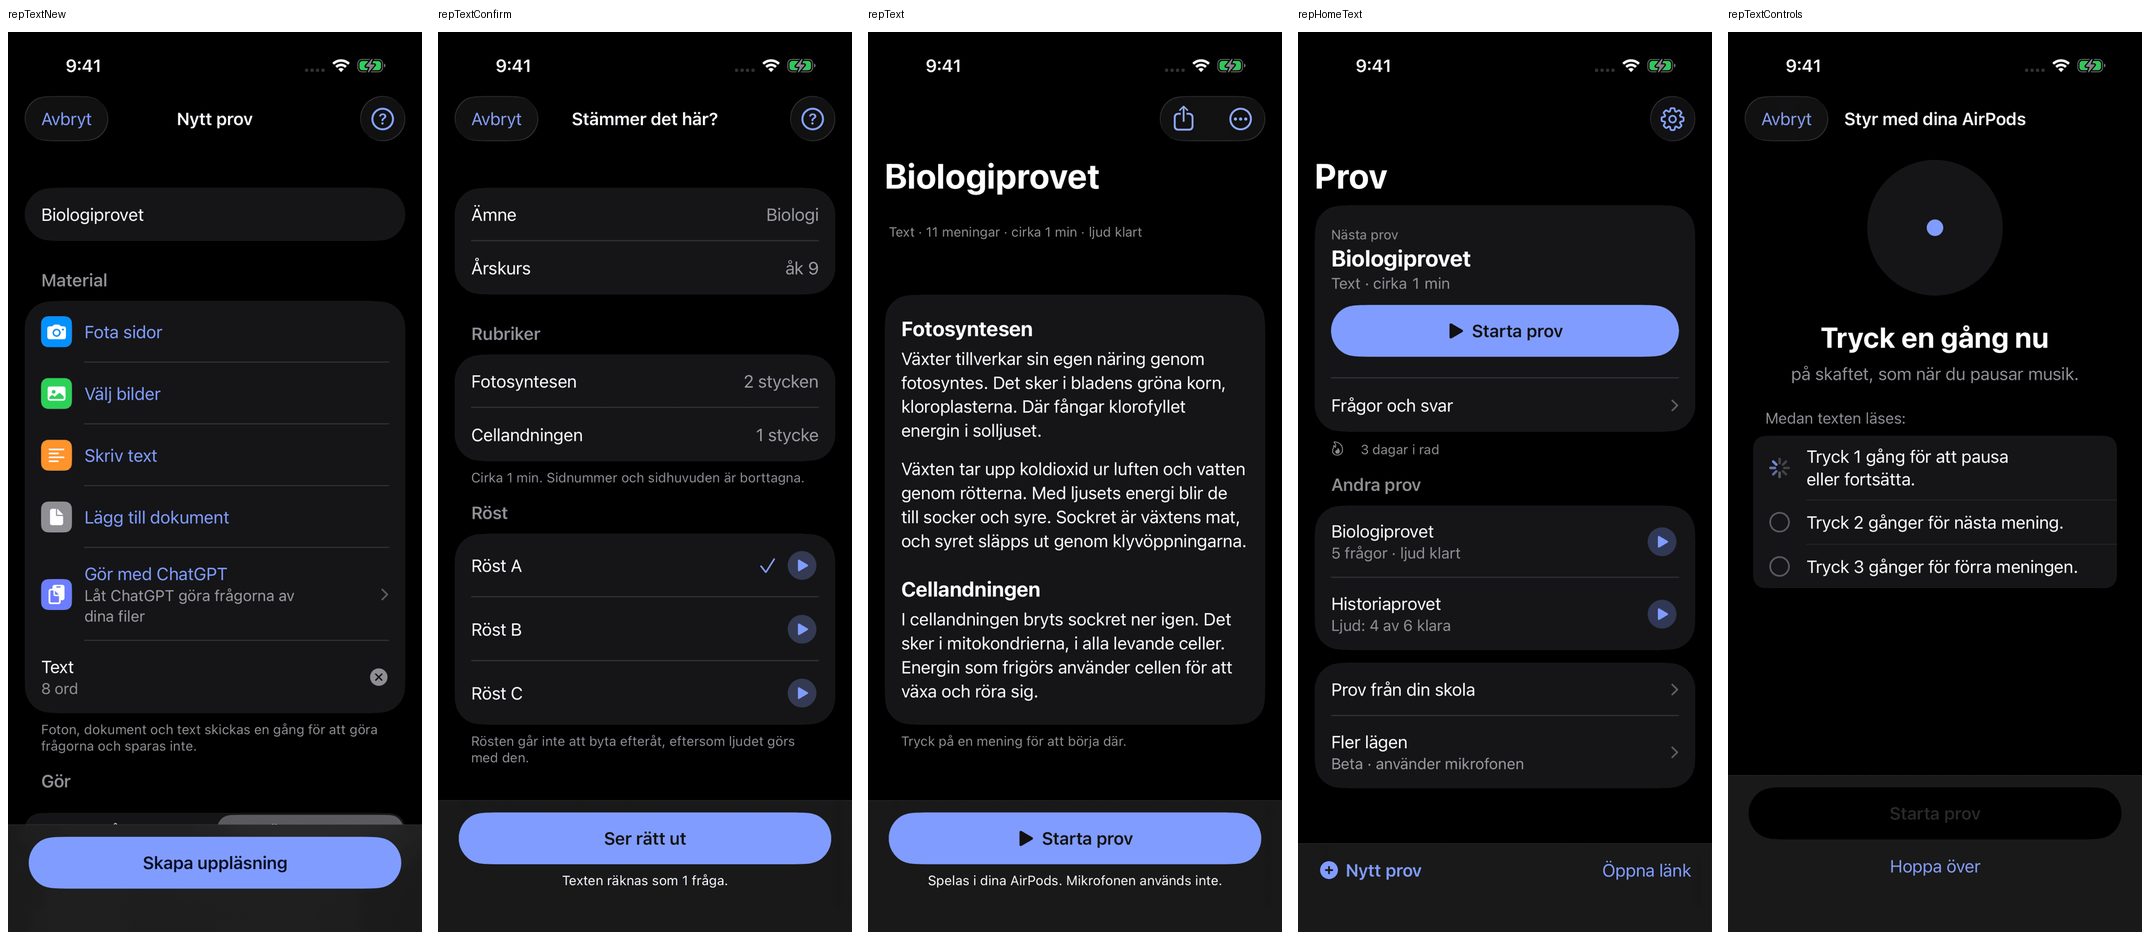 repTextNew
9:41
Avbryt
Nytt prov
Biologiprovet
Material
Fota sidor
Välj bilder
Skriv text
Lägg till dokument
Gör med ChatGPT
Låt ChatGPT göra frågorna av
dina filer
Text
8 ord
Foton, dokument och text skickas en gång för att göra
frågorna och sparas inte.
Gör
Skapa uppläsning
repTextConfirm
9:41
Avbryt
Stämmer det här?
Ämne
Biologi
Årskurs
åk 9
Rubriker
Fotosyntesen
2 stycken
Cellandningen
1 stycke
Cirka 1 min. Sidnummer och sidhuvuden är borttagna.
Röst
Röst A
Röst B
Röst C
Rösten går inte att byta efteråt, eftersom ljudet görs
med den.
Ser rätt ut
Texten räknas som 1 fråga.
repText
9:41
Biologiprovet
Text · 11 meningar · cirka 1 min · ljud klart
Fotosyntesen
Växter tillverkar sin egen näring genom
fotosyntes. Det sker i bladens gröna korn,
kloroplasterna. Där fångar klorofyllet
energin i solljuset.
Växten tar upp koldioxid ur luften och vatten
genom rötterna. Med ljusets energi blir de
till socker och syre. Sockret är växtens mat,
och syret släpps ut genom klyvöppningarna.
Cellandningen
I cellandningen bryts sockret ner igen. Det
sker i mitokondrierna, i alla levande celler.
Energin som frigörs använder cellen för att
växa och röra sig.
Tryck på en mening för att börja där.
Starta prov
Spelas i dina AirPods. Mikrofonen används inte.
repHomeText
9:41
Prov
Nästa prov
Biologiprovet
Text · cirka 1 min
Starta prov
Frågor och svar
3 dagar i rad
Andra prov
Biologiprovet
5 frågor · ljud klart
Historiaprovet
Ljud: 4 av 6 klara
Prov från din skola
Fler lägen
Beta · använder mikrofonen
Nytt prov
Öppna länk
repTextControls
9:41
Avbryt
Styr med dina AirPods
Tryck en gång nu
på skaftet, som när du pausar musik.
Medan texten läses:
Tryck 1 gång för att pausa
eller fortsätta.
Tryck 2 gånger för nästa mening.
Tryck 3 gånger för förra meningen.
Starta prov
Hoppa över